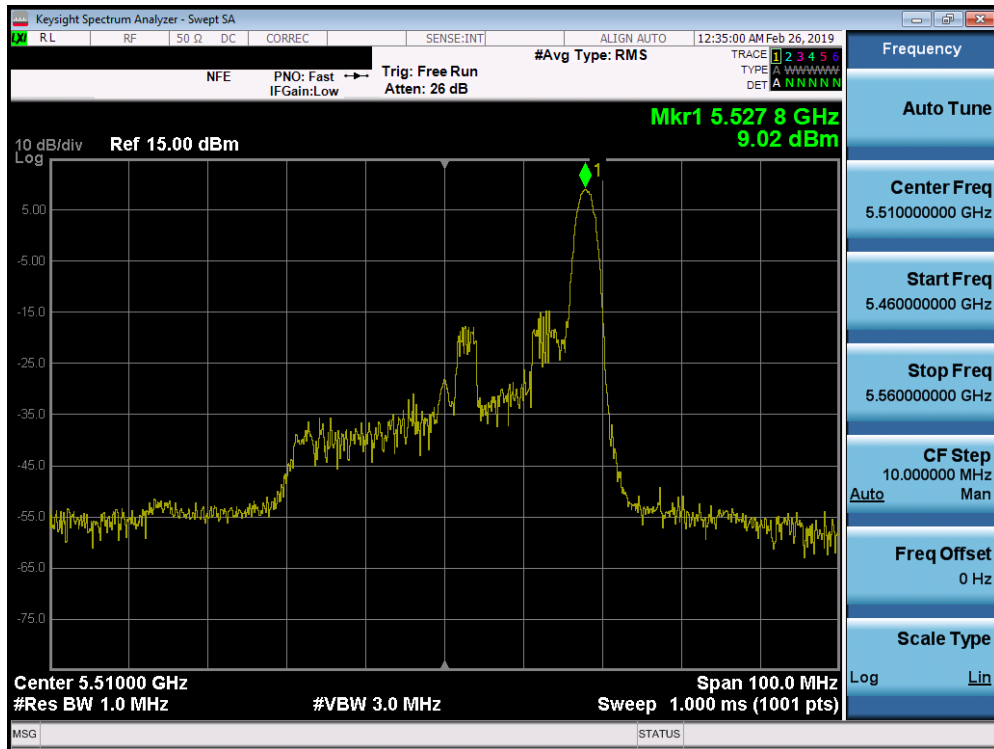 Keysight Spectrum Analyzer - Swept SA
LXI RL RF 50 Ω DC CORREC SENSE:INT ALIGN AUTO 12:35:00 AM Feb 26, 2019
NFE PNO: Fast Trig: Free Run #Avg Type: RMS TRACE 1 2 3 4 5 6
IFGain:Low Atten: 26 dB TYPE A WWWWW
DET A N N N N N
Mkr1 5.527 8 GHz
9.02 dBm
10 dB/div Ref 15.00 dBm
Log
1
5.00
-5.00
-15.0
-25.0
-35.0
-45.0
-55.0
-65.0
-75.0
Center 5.51000 GHz Span 100.0 MHz
#Res BW 1.0 MHz #VBW 3.0 MHz Sweep 1.000 ms (1001 pts)
MSG STATUS
Frequency
Auto Tune
Center Freq
5.510000000 GHz
Start Freq
5.460000000 GHz
Stop Freq
5.560000000 GHz
CF Step
10.000000 MHz
Auto Man
Freq Offset
0 Hz
Scale Type
Log Lin